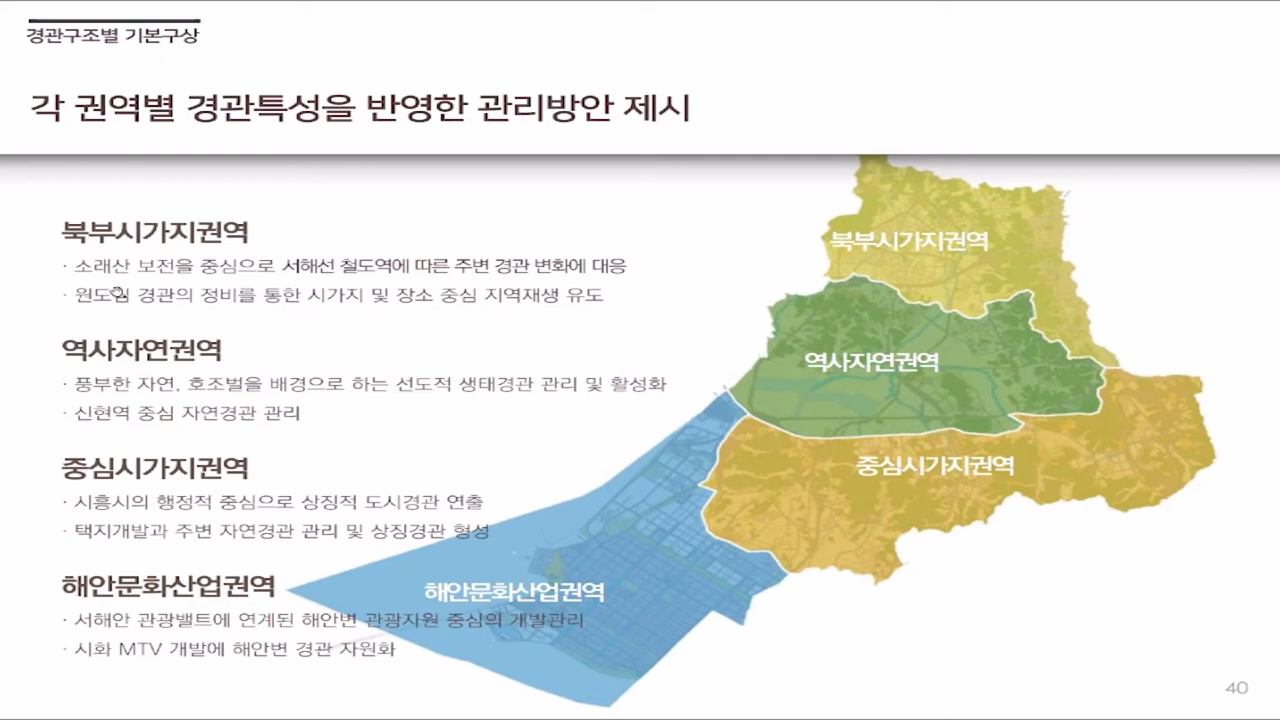 경관구조별 기본구상
각 권역별 경관특성을 반영한 관리방안 제시
북부시가지권역
· 소래산 보전을 중심으로 서해선 철도역에 따른 주변 경관 변화에 대응
· 경관의 정비를 통한 시가지 및 장소 중심 지역재생 유도
역사자연권역
· 풍부한 자연, 호조벌을 배경으로 하는 선도적 생태경관 관리 및 활성화
· 신현역 중심 자연경관 관리
중심시가지권역
· 시흥시의 행정적 중심으로 상징적 도시경관 연출
· 택지개발과 주변 자연경관 관리 및 상징경관 형성
해안문화산업권역
· 서해안 관광밸트에 연계된 해안변 관광자원 중심의 개발관리
· 시화 MTV 개발에 해안변 경관 자원화
북부시가지권역
역사자연권역
중심시가지권역
해안문화산업권역
40